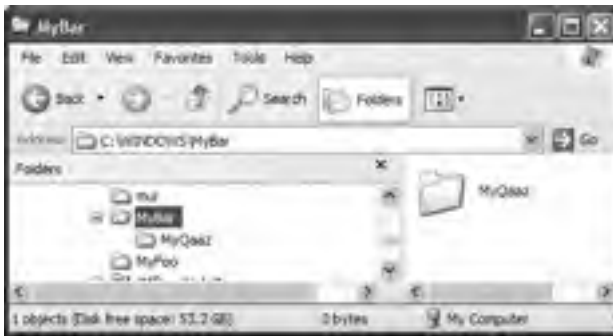 MyBar
File Edit View Favorites Tools Help
Back Search Folders
Address C:\WINDOWS\MyBar Go
Folders
mui
MyBar
MyQaaz
MyFoo
MyQaaz
1 objects (Disk free space: 53.2 GB) 0 bytes My Computer